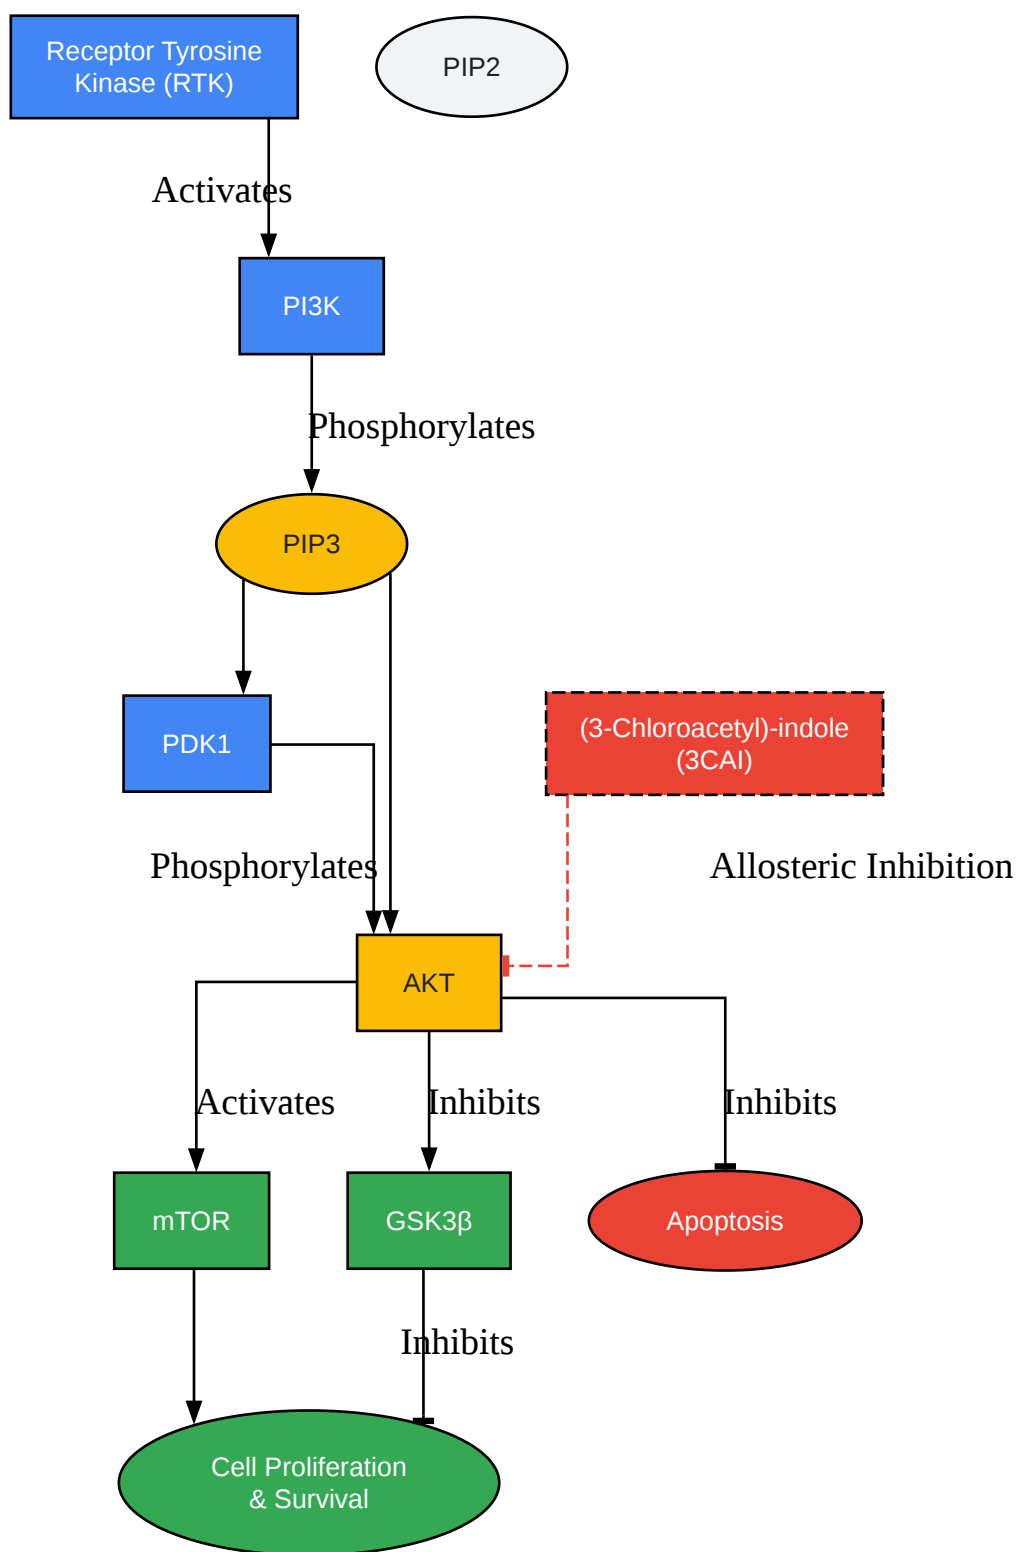 Receptor Tyrosine
Kinase (RTK)
PIP2
Activates
PI3K
Phosphorylates
PIP3
PDK1
(3-Chloroacetyl)-indole
(3CAI)
Phosphorylates
Allosteric Inhibition
AKT
Activates
Inhibits
Inhibits
mTOR
GSK3β
Apoptosis
Inhibits
Cell Proliferation
& Survival